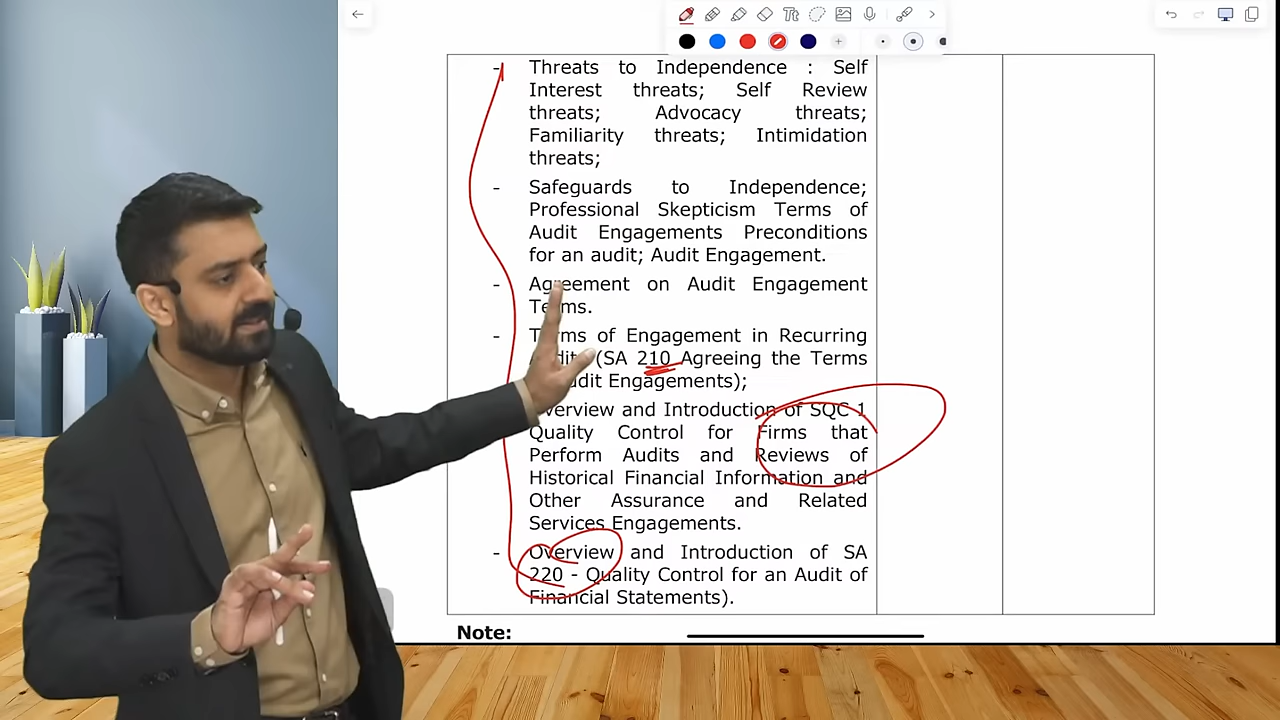 Tt
- Threats to Independence : Self
Interest threats; Self Review
threats; Advocacy threats;
Familiarity threats; Intimidation
threats;
- Safeguards to Independence;
Professional Skepticism Terms of
Audit Engagements Preconditions
for an audit; Audit Engagement.
- Agreement on Audit Engagement
Terms.
- Terms of Engagement in Recurring
(SA 210 Agreeing the Terms
Engagements);
Overview and Introduction of SQC 1
Quality Control for Firms that
Perform Audits and Reviews of
Historical Financial Information and
Other Assurance and Related
Services Engagements.
- Overview and Introduction of SA
220 - Quality Control for an Audit of
Financial Statements).
Note: